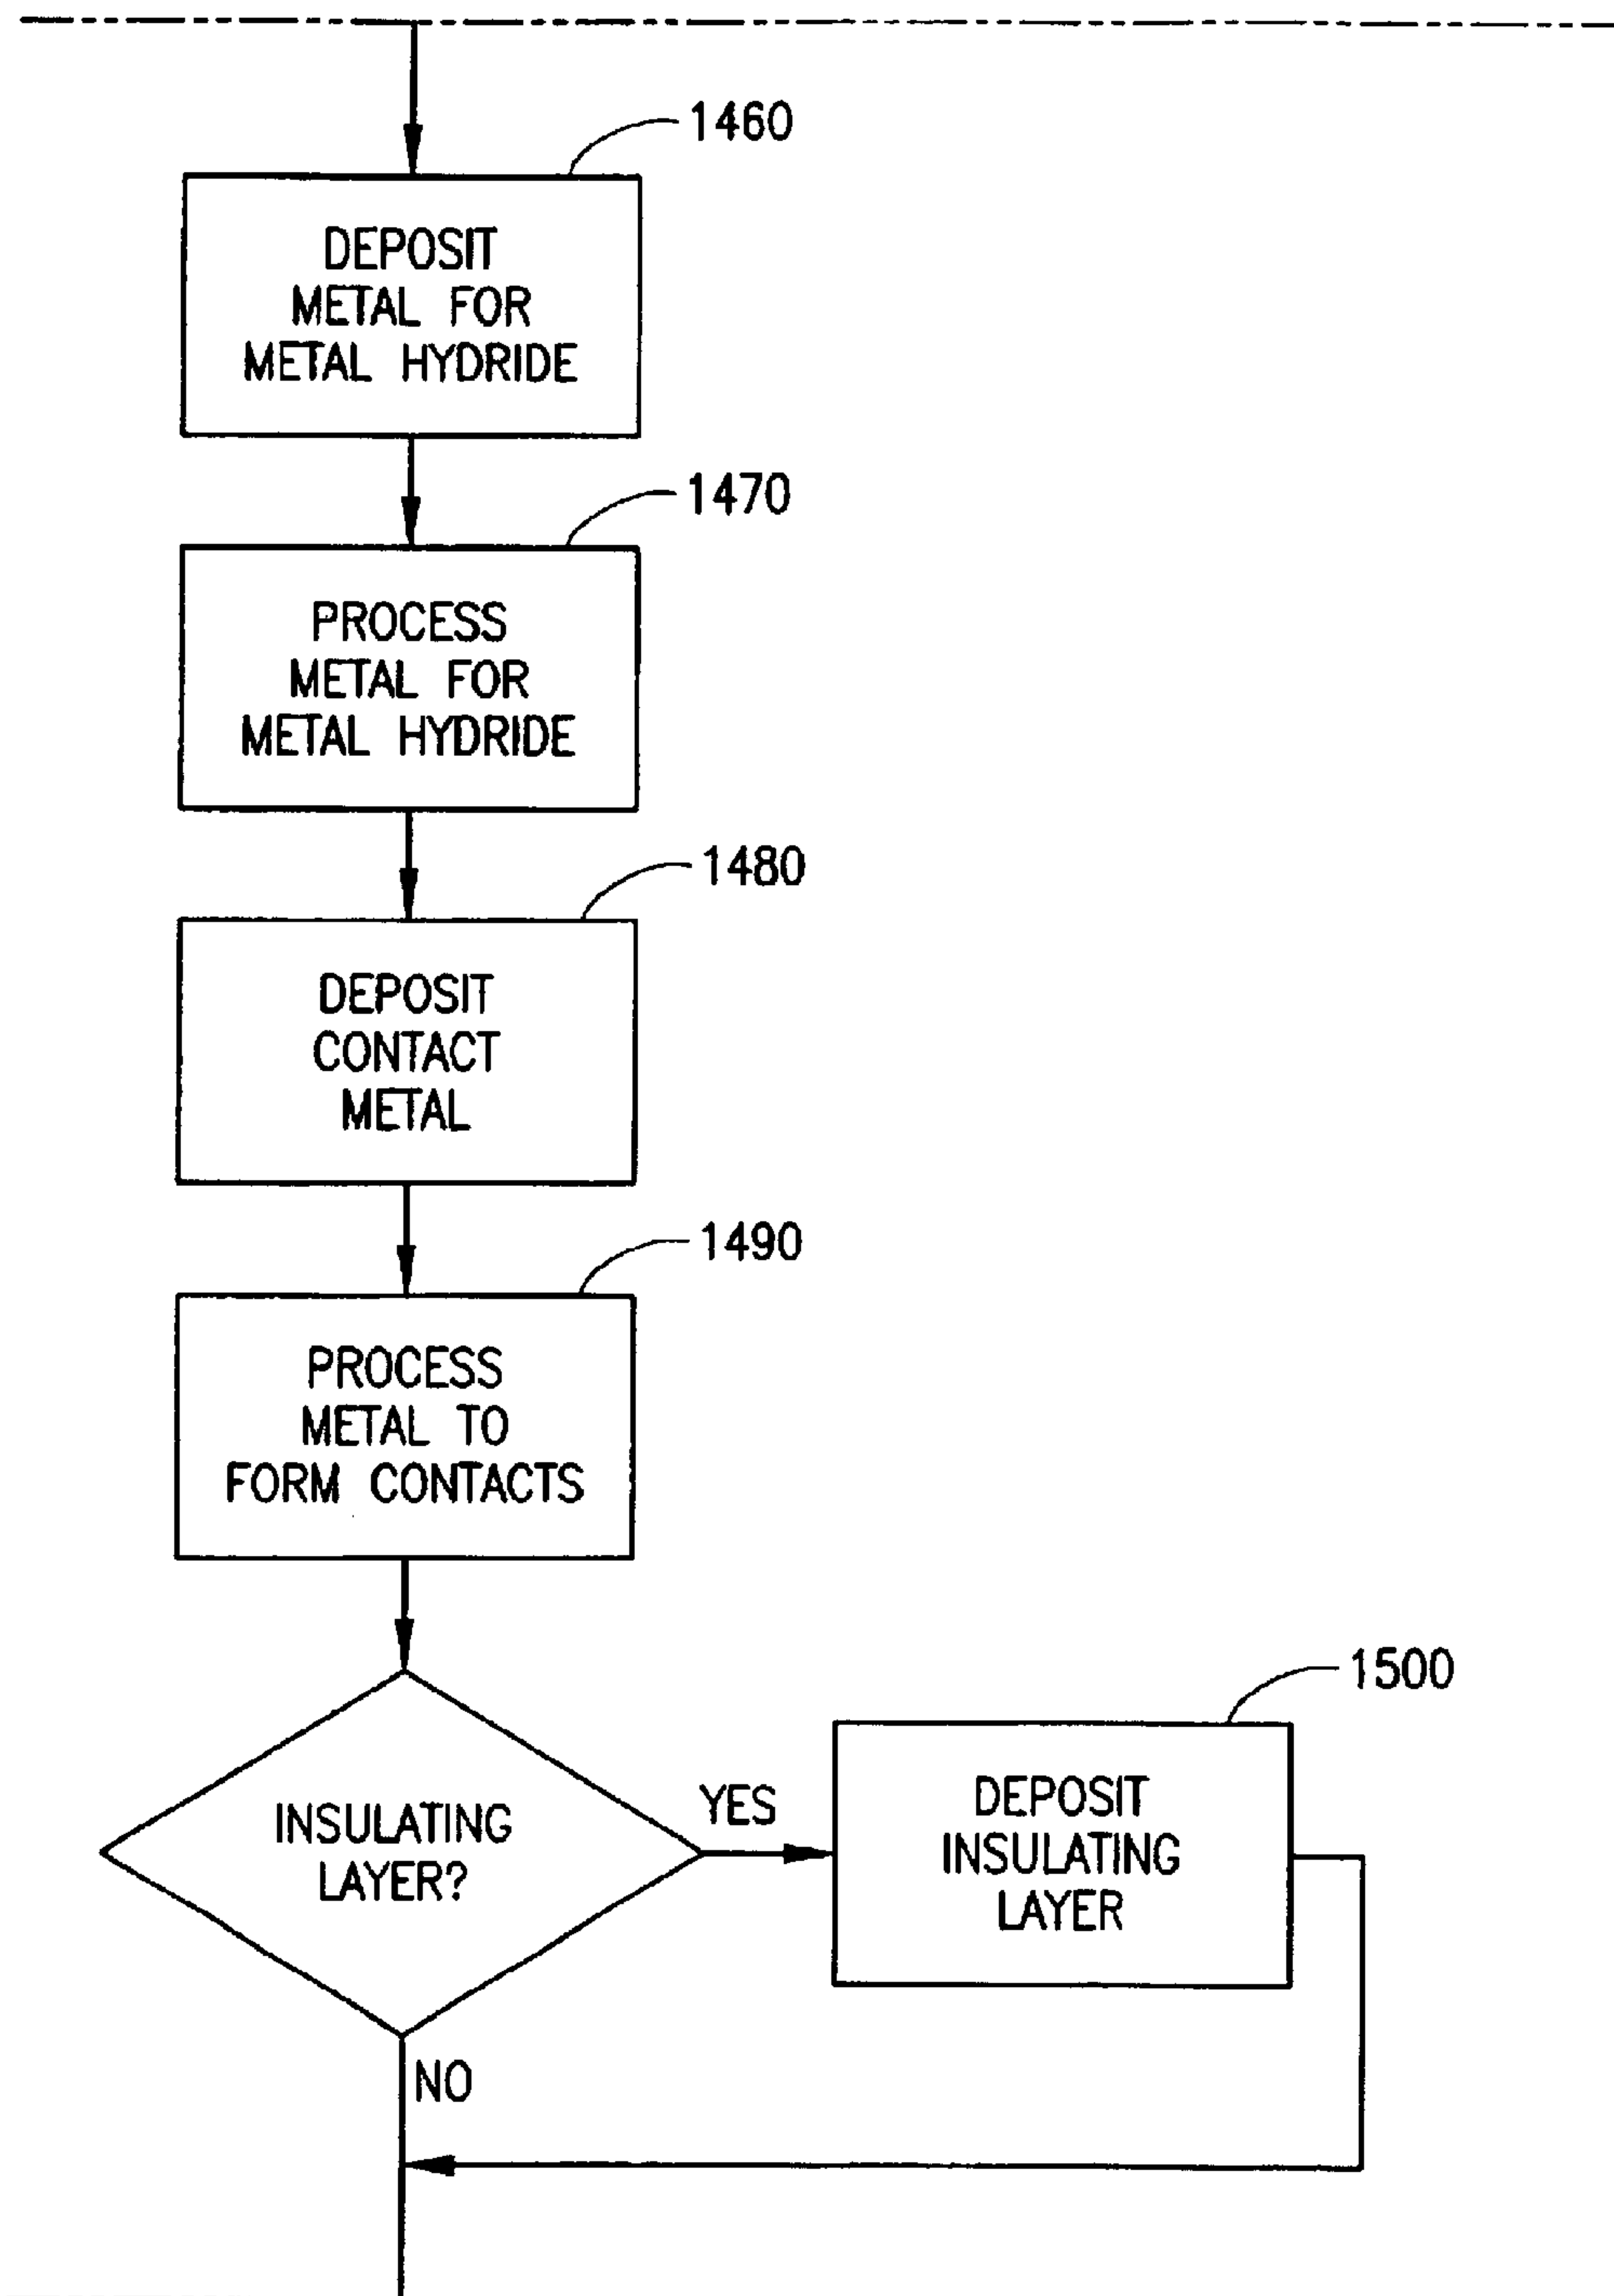 1460
DEPOSIT
METAL FOR
METAL HYDRIDE
1470
PROCESS
METAL FOR
METAL HYDRIDE
1480
DEPOSIT
CONTACT
METAL
1490
PROCESS
METAL TO
FORM CONTACTS
INSULATING
LAYER?
YES
1500
DEPOSIT
INSULATING
LAYER
NO